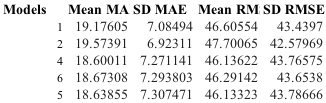 Models Mean MA SD MAE Mean RM SD RMSE
1 19.17605 7.08494 46.60554 43.4397
2 19.57391 6.92311 47.70065 42.57969
4 18.60011 7.271141 46.13622 43.76575
6 18.67308 7.293803 46.29142 43.6538
5 18.63855 7.307471 46.13323 43.78666